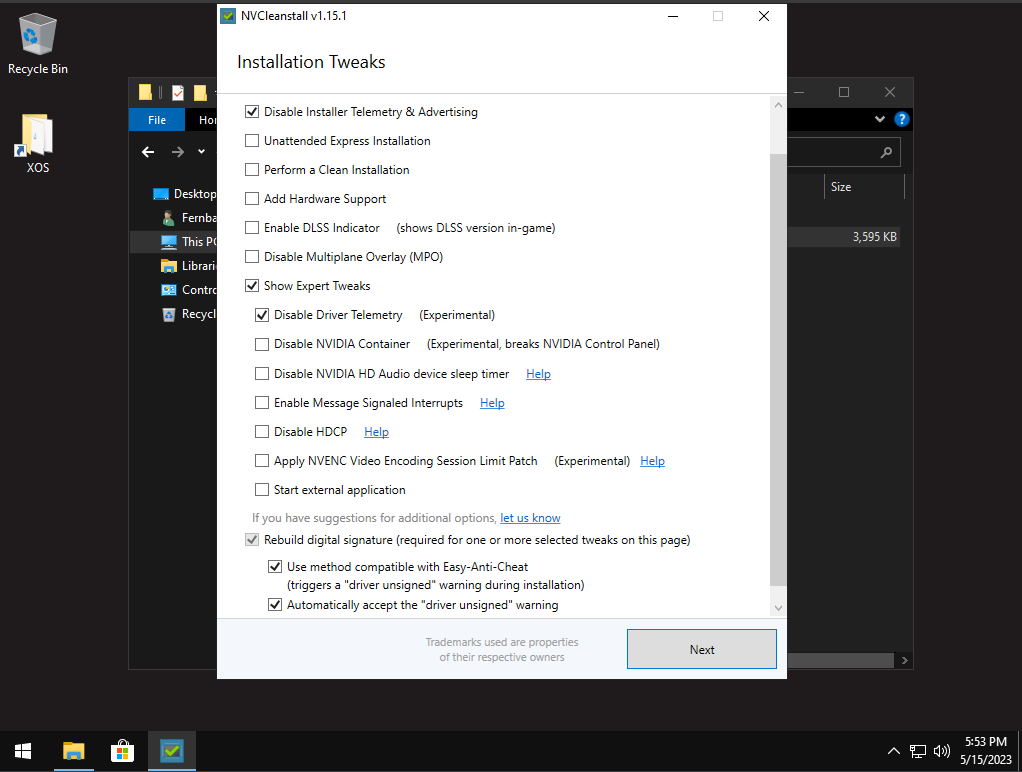 NVCleanstall v1.15.1
Recycle Bin
XOS
Installation Tweaks
Disable Installer Telemetry & Advertising
Unattended Express Installation
Perform a Clean Installation
Add Hardware Support
Enable DLSS Indicator (shows DLSS version in-game)
Disable Multiplane Overlay (MPO)
Show Expert Tweaks
Disable Driver Telemetry (Experimental)
Disable NVIDIA Container (Experimental, breaks NVIDIA Control Panel)
Disable NVIDIA HD Audio device sleep timer Help
Enable Message Signaled Interrupts Help
Disable HDCP Help
Apply NVENC Video Encoding Session Limit Patch (Experimental) Help
Start external application
If you have suggestions for additional options, let us know
Rebuild digital signature (required for one or more selected tweaks on this page)
Use method compatible with Easy-Anti-Cheat
(triggers a "driver unsigned" warning during installation)
Automatically accept the "driver unsigned" warning
Trademarks used are properties
of their respective owners
Next
File
Hor
Desktop
Fernba
This PC
Librari
Contro
Recycl
Size
3,595 KB
5:53 PM
5/15/2023